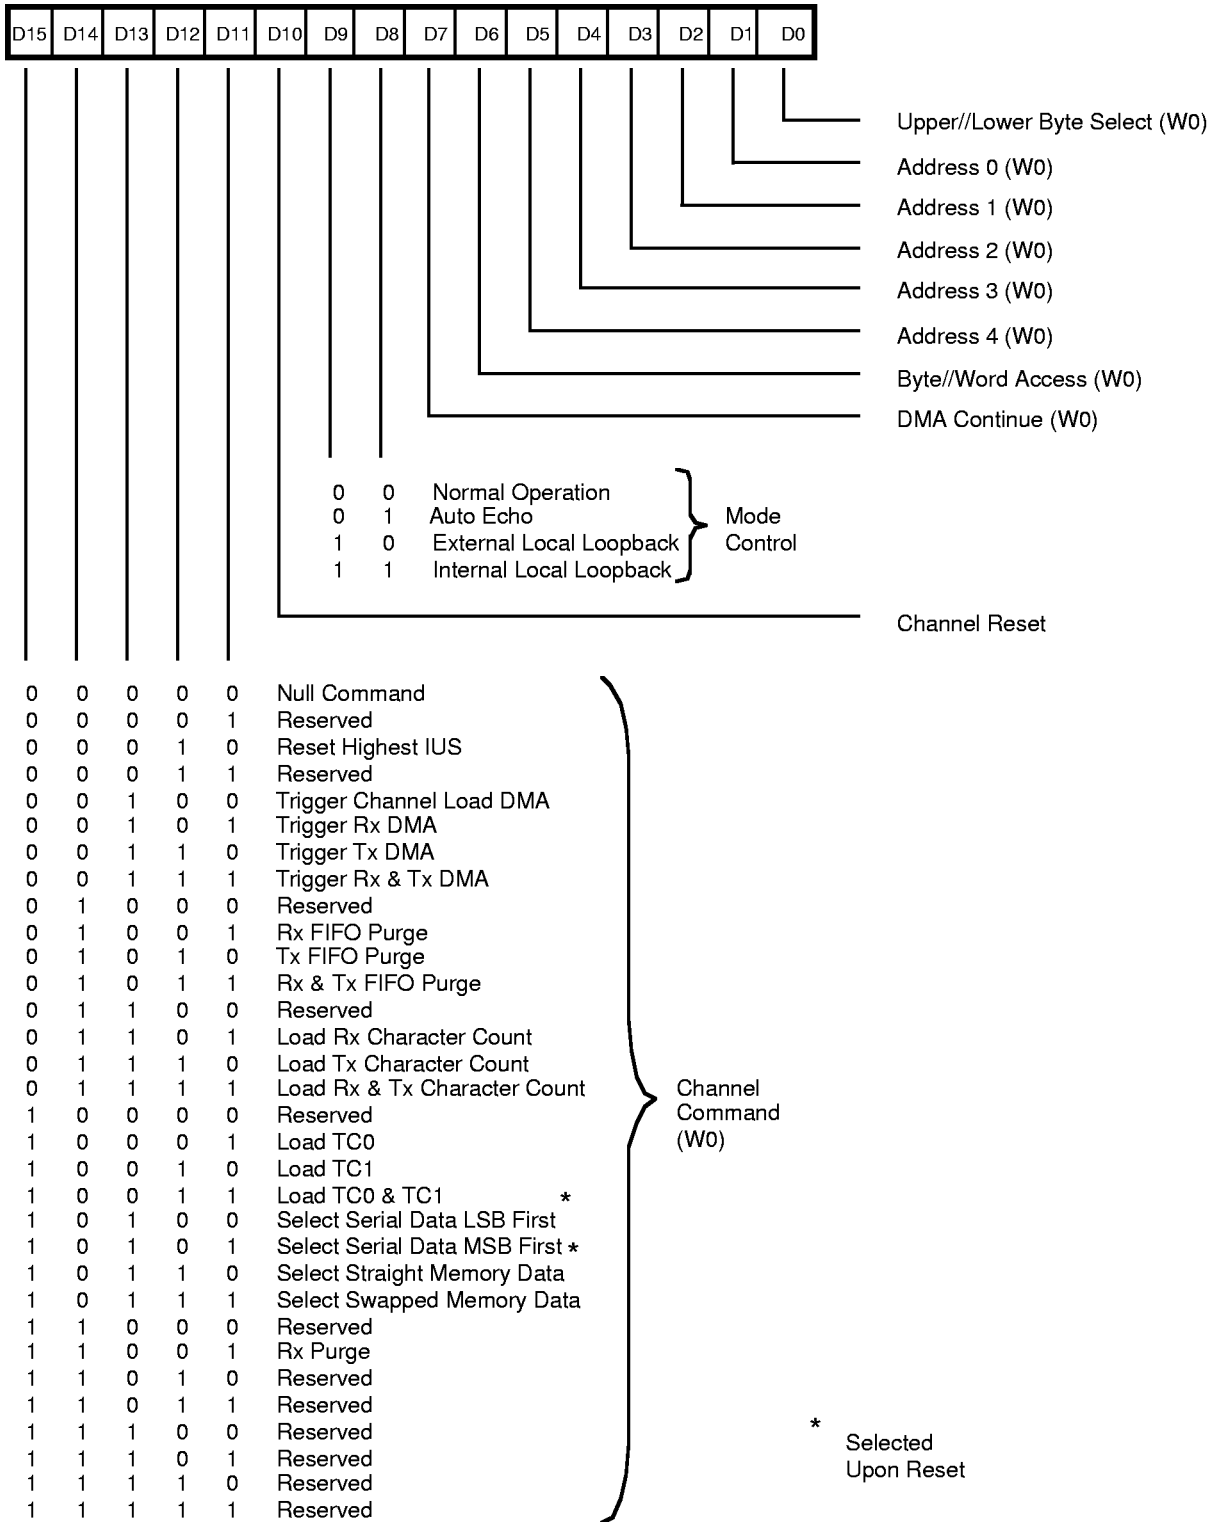 D15 D14 D13 D12 D11 D10 D9 D8 D7 D6 D5 D4 D3 D2 D1 D0
Upper//Lower Byte Select (W0)
Address 0 (W0)
Address 1 (W0)
Address 2 (W0)
Address 3 (W0)
Address 4 (W0)
Byte//Word Access (W0)
DMA Continue (W0)
0 0 Normal Operation
0 1 Auto Echo
1 0 External Local Loopback
1 1 Internal Local Loopback
Mode
Control
Channel Reset
0 0 0 0 0 Null Command
0 0 0 0 1 Reserved
0 0 0 1 0 Reset Highest IUS
0 0 0 1 1 Reserved
0 0 1 0 0 Trigger Channel Load DMA
0 0 1 0 1 Trigger Rx DMA
0 0 1 1 0 Trigger Tx DMA
0 0 1 1 1 Trigger Rx & Tx DMA
0 1 0 0 0 Reserved
0 1 0 0 1 Rx FIFO Purge
0 1 0 1 0 Tx FIFO Purge
0 1 0 1 1 Rx & Tx FIFO Purge
0 1 1 0 0 Reserved
0 1 1 0 1 Load Rx Character Count
0 1 1 1 0 Load Tx Character Count
0 1 1 1 1 Load Rx & Tx Character Count
1 0 0 0 0 Reserved
1 0 0 0 1 Load TC0
1 0 0 1 0 Load TC1
1 0 0 1 1 Load TC0 & TC1 *
1 0 1 0 0 Select Serial Data LSB First
1 0 1 0 1 Select Serial Data MSB First *
1 0 1 1 0 Select Straight Memory Data
1 0 1 1 1 Select Swapped Memory Data
1 1 0 0 0 Reserved
1 1 0 0 1 Rx Purge
1 1 0 1 0 Reserved
1 1 0 1 1 Reserved
1 1 1 0 0 Reserved
1 1 1 0 1 Reserved
1 1 1 1 0 Reserved
1 1 1 1 1 Reserved
Channel
Command
(W0)
* Selected
Upon Reset